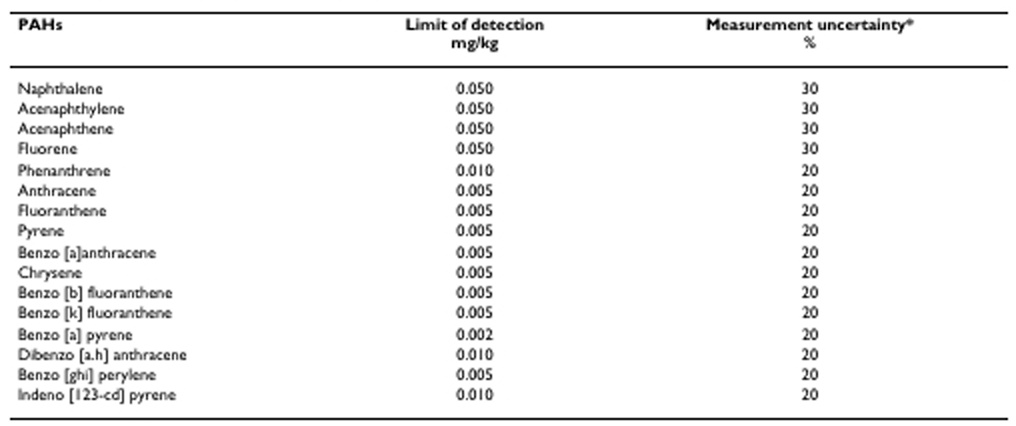 PAHs Limit of detection Measurement uncertainty*
mg/kg %
Naphthalene 0.050 30
Acenaphthylene 0.050 30
Acenaphthene 0.050 30
Fluorene 0.050 30
Phenanthrene 0.010 20
Anthracene 0.005 20
Fluoranthene 0.005 20
Pyrene 0.005 20
Benzo [a]anthracene 0.005 20
Chrysene 0.005 20
Benzo [b] fluoranthene 0.005 20
Benzo [k] fluoranthene 0.005 20
Benzo [a] pyrene 0.002 20
Dibenzo [a.h] anthracene 0.010 20
Benzo [ghi] perylene 0.005 20
Indeno [123-cd] pyrene 0.010 20